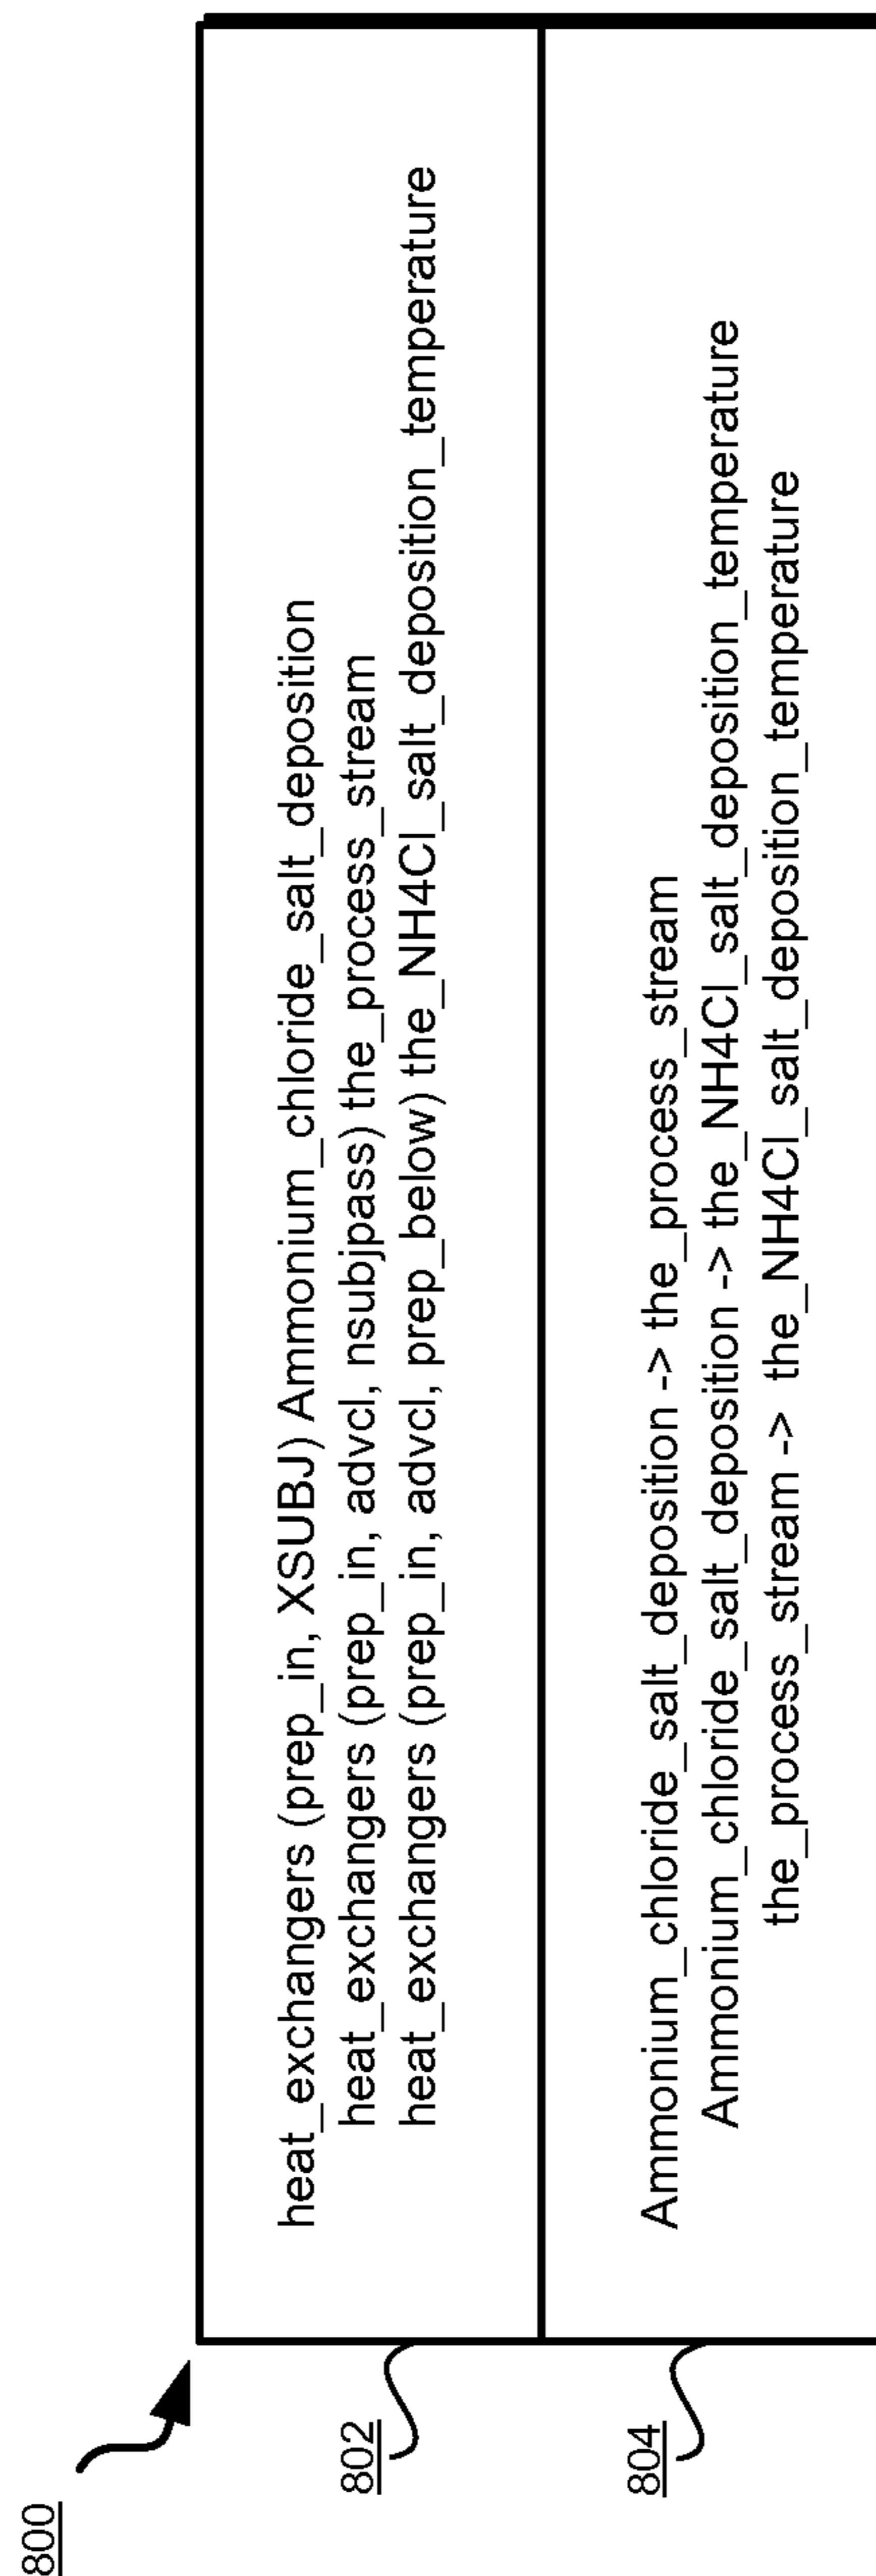 800
802
heat_exchangers (prep_in, XSUBJ) Ammonium_chloride_salt_deposition
heat_exchangers (prep_in, advcl, nsubjpass) the_process_stream
heat_exchangers (prep_in, advcl, prep_below) the_NH4Cl_salt_deposition_temperature
804
Ammonium_chloride_salt_deposition -> the_process_stream
Ammonium_chloride_salt_deposition -> the_NH4Cl_salt_deposition_temperature
the_process_stream -> the_NH4Cl_salt_deposition_temperature